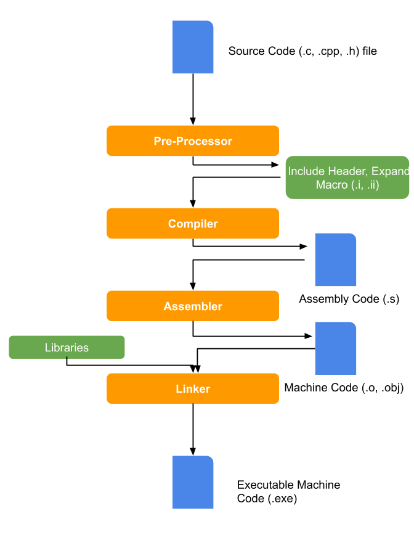 Source Code (.c, .cpp, .h) file
Pre-Processor
Include Header, Expand
Macro (.i, .ii)
Compiler
Assembly Code (.s)
Assembler
Libraries
Machine Code (.o, .obj)
Linker
Executable Machine
Code (.exe)